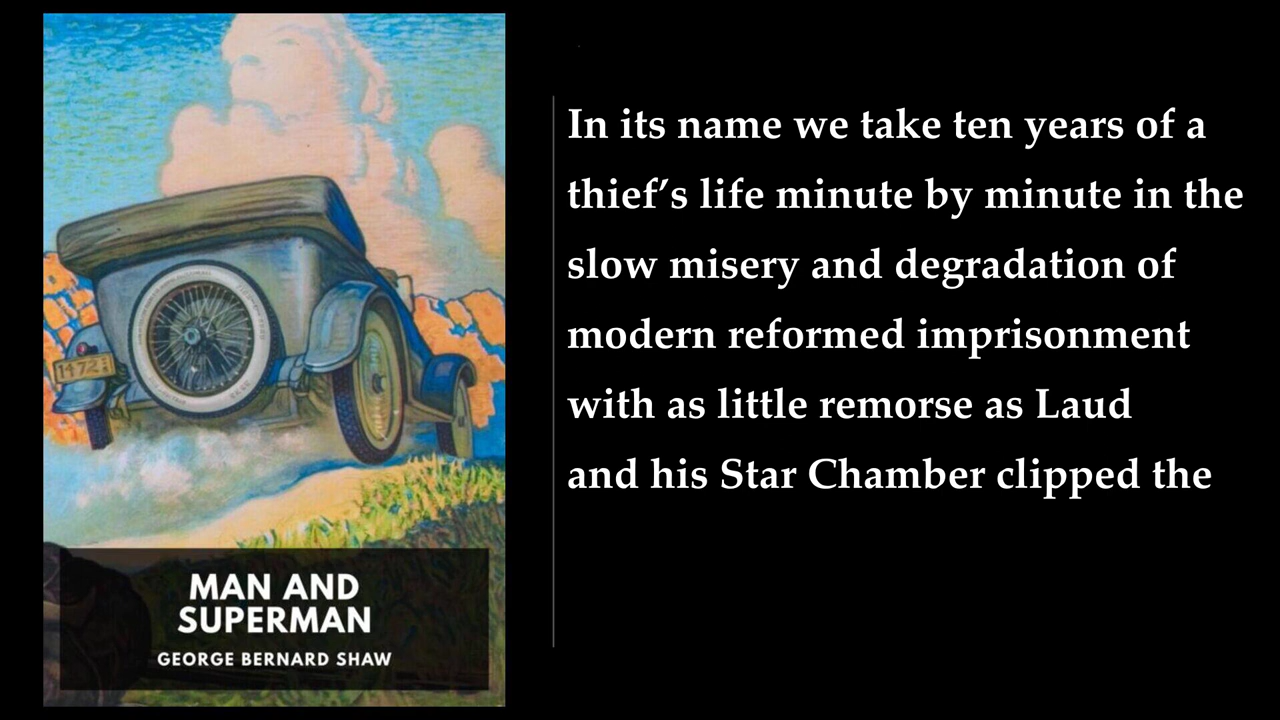 1472
MAN AND
SUPERMAN
GEORGE BERNARD SHAW
In its name we take ten years of a
thief’s life minute by minute in the
slow misery and degradation of
modern reformed imprisonment
with as little remorse as Laud
and his Star Chamber clipped the